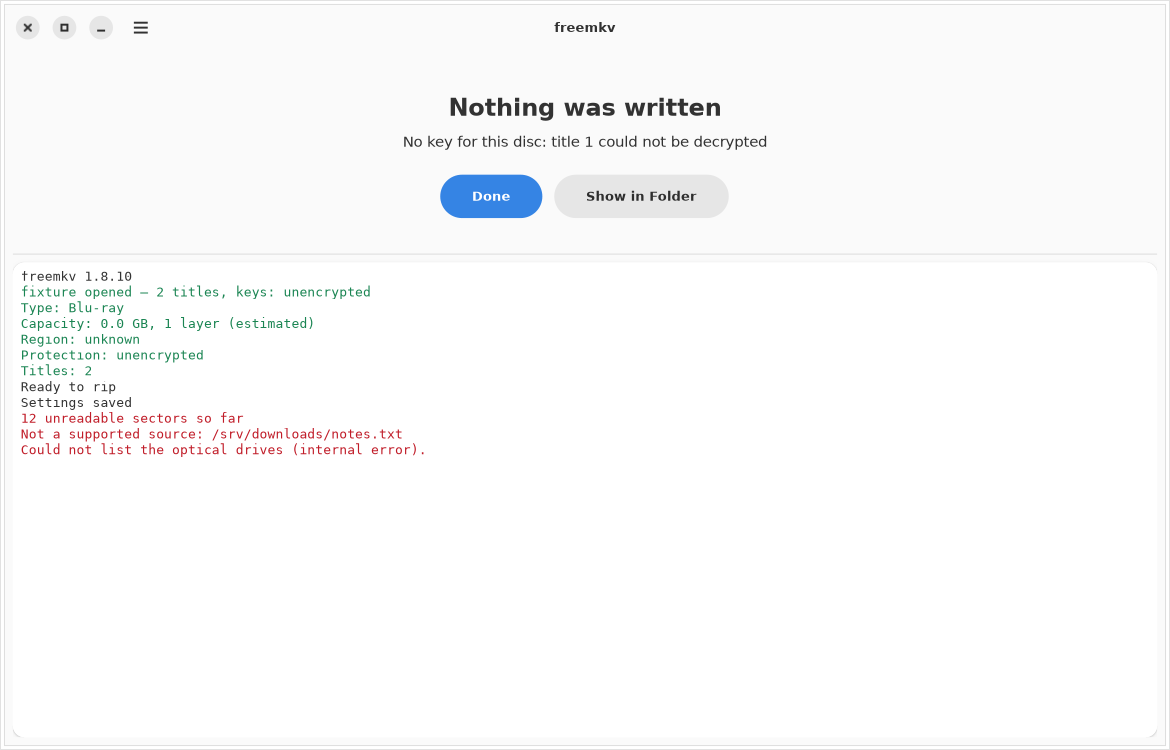 freemkv
Nothing was written
No key for this disc: title 1 could not be decrypted
Done
Show in Folder
freemkv 1.8.10
fixture opened — 2 titles, keys: unencrypted
Type: Blu-ray
Capacity: 0.0 GB, 1 layer (estimated)
Region: unknown
Protection: unencrypted
Titles: 2
Ready to rip
Settings saved
12 unreadable sectors so far
Not a supported source: /srv/downloads/notes.txt
Could not list the optical drives (internal error).